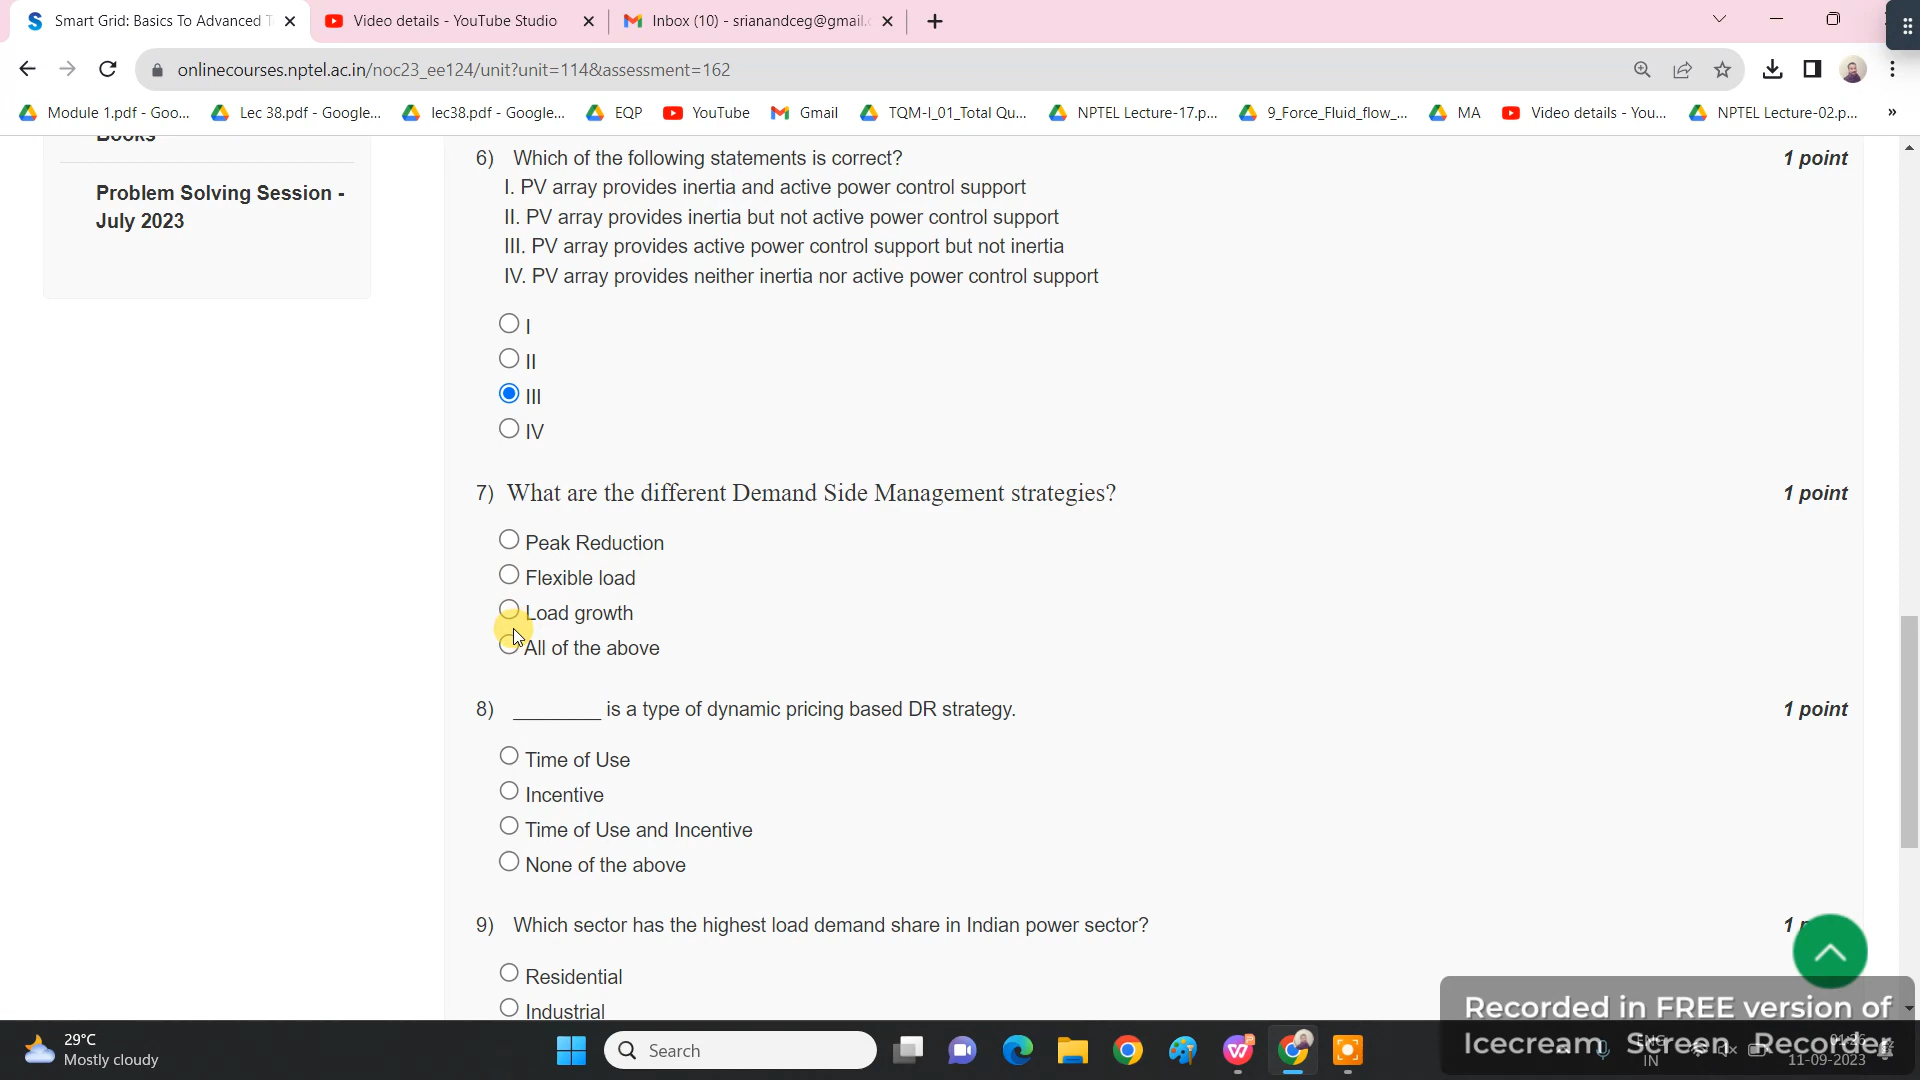 Smart Grid: Basics To Advanced T
Video details - YouTube Studio
Inbox (10) - srianandceg@gmail.c
onlinecourses.nptel.ac.in/noc23_ee124/unit?unit=114&assessment=162
Module 1.pdf - Goo...
Lec 38.pdf - Google...
lec38.pdf - Google...
EQP
YouTube
Gmail
TQM-I_01_Total Qu...
NPTEL Lecture-17.p...
9_Force_Fluid_flow_...
MA
Video details - You...
NPTEL Lecture-02.p...
»
Books
Problem Solving Session -
July 2023
6) Which of the following statements is correct? 1 point
I. PV array provides inertia and active power control support
II. PV array provides inertia but not active power control support
III. PV array provides active power control support but not inertia
IV. PV array provides neither inertia nor active power control support
I
II
III
IV
7) What are the different Demand Side Management strategies? 1 point
Peak Reduction
Flexible load
Load growth
All of the above
8) ________ is a type of dynamic pricing based DR strategy. 1 point
Time of Use
Incentive
Time of Use and Incentive
None of the above
9) Which sector has the highest load demand share in Indian power sector? 1
Residential
Industrial
Recorded in FREE version of
Icecream Screen Recorder
29°C
Mostly cloudy
Search
ENG
IN
01:26
11-09-2023